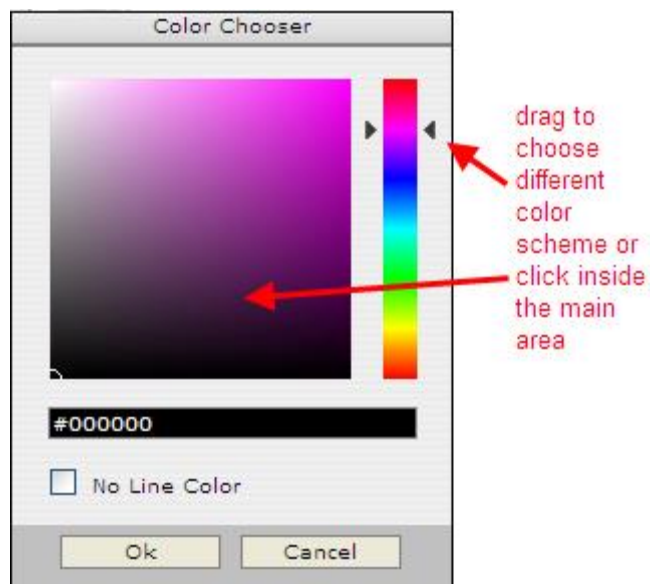 Color Chooser
drag to
choose
different
color
scheme or
click inside
the main
area
#000000
No Line Color
Ok
Cancel